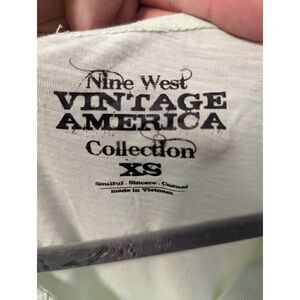 Nine West
VINTAGE
AMERICA
Collection
XS
Soulful . Sincere . Casual
made in Vietnam